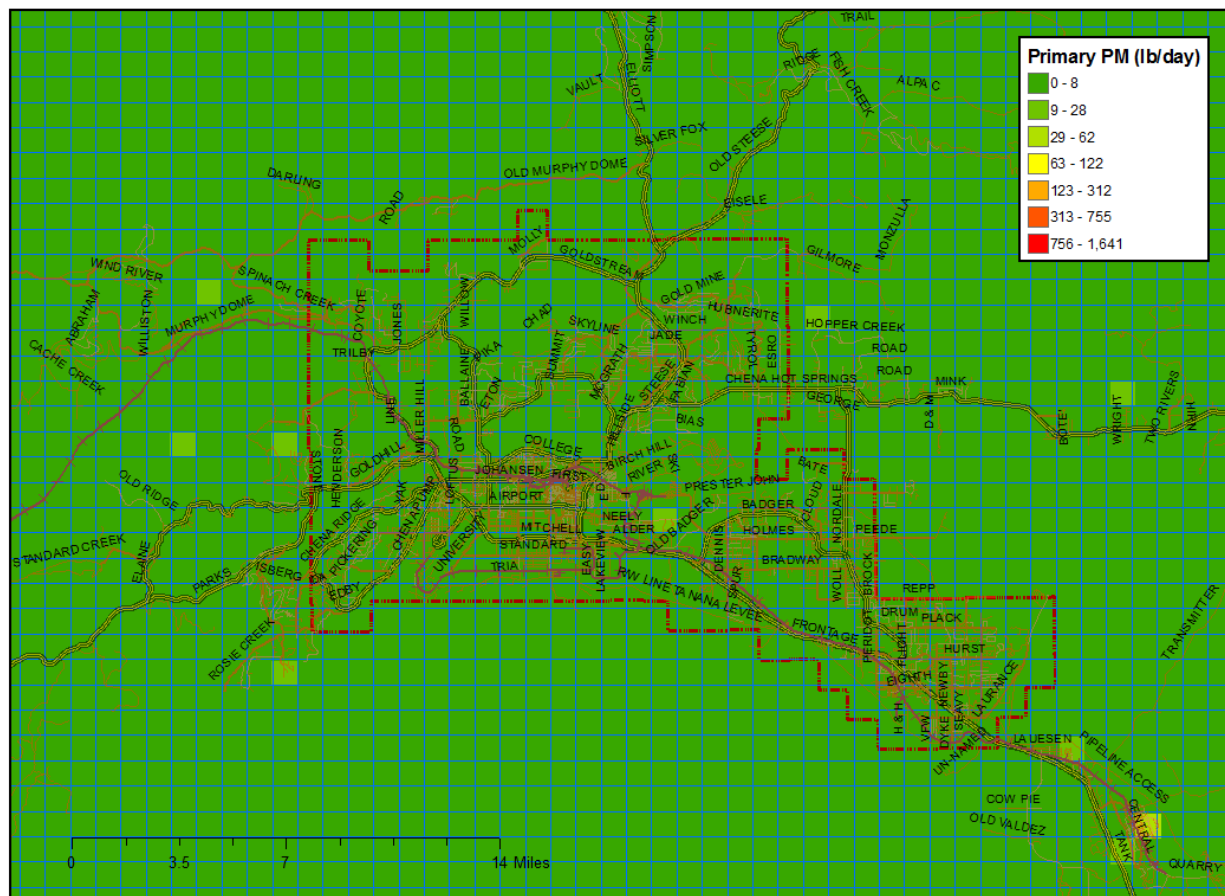 TRAIL
SIMPSON
RIDGE
VAULT
ELLIOTT
FISH CREEK
ALPA C
SILVER FOX
OLD STEESE
OLD MURPHY DOME
DARLING
ROAD
EISELE
MONZULLA
MOLLY
GOLDSTREAM
GILMORE
WIND RIVER
SPINACH CREEK
GOLD MINE
ABRAHAM
WILLISTON
MURPHY DOME
COYOTE
JONES
WILLOW
CHAD
SKYLINE
HUBNERITE
WINCH
HOPPER CREEK
CACHE CREEK
TRILBY
JADE
TYROL
ESRO
ROAD
ROAD
BALLAINE
PIKA
SUMMIT
MCGRATH
STEESE
FABIAN
CHENA HOT SPRINGS
MINK
LINE
MILLER HILL
ETON
HILLSIDE
GEORGE
D & M
BOTE'
WRIGHT
TWO RIVERS
HIRN
BIAS
ROAD
COLLEGE
BIRCH HILL
STONT
HENDERSON
GOLDHILL
LOFTUS
JOHANSEN
FIRST
RIVER
SKI
BATE
OLD RIDGE
YAK
AIRPORT
PRESTER JOHN
CLOUD
CHENA RIDGE
CHENA PUMP
NEELY
BADGER
NORDALE
STANDARD CREEK
PICKERING
UNIVERSITY
MITCHELL
ALDER
OLD BADGER
HOLMES
PEEDE
STANDARD
DENNIS
ELAINE
PARKS
ISBERG
EDBY
TRIA
EASY
LAKEVIEW
BRADWAY
WOLL
BROCK
RW LINE TANANA LEVEE
SPUR
REPP
ROSIE CREEK
FRONTAGE
PERIDOT
DRUM
PLACK
FLIGHT
HURST
TRANSMITTER
EIGHTH
NEWBY
LAURANCE
H & H
VFW
DYKE
SEAVY
UN-NAMED
LAUESEN
PIPELINE ACCESS
COW PIE
OLD VALDEZ
CENTRAL
TANK
QUARRY
Primary PM (lb/day)
0 - 8
9 - 28
29 - 62
63 - 122
123 - 312
313 - 755
756 - 1,641
0 3.5 7 14 Miles